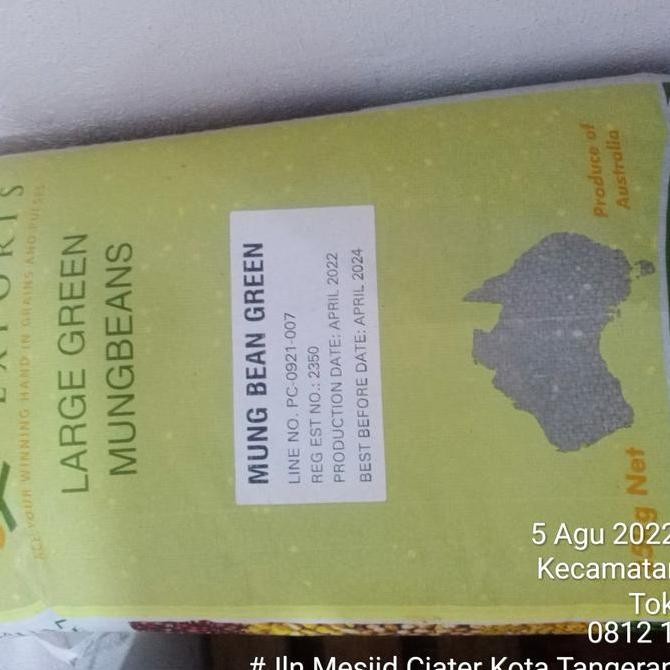 EXPORTS
YOUR WINNING HAND IN GRAINS AND PULSES
LARGE GREEN
MUNGBEANS
MUNG BEAN GREEN
LINE NO. PC-0921-007
REG EST NO.: 2350
PRODUCTION DATE: APRIL 2022
BEST BEFORE DATE: APRIL 2024
Produce of
Australia
Net
5 Agu 2022
Kecamatan
Tok
0812 1
# Jln Mesjid Ciater Kota Tangeran